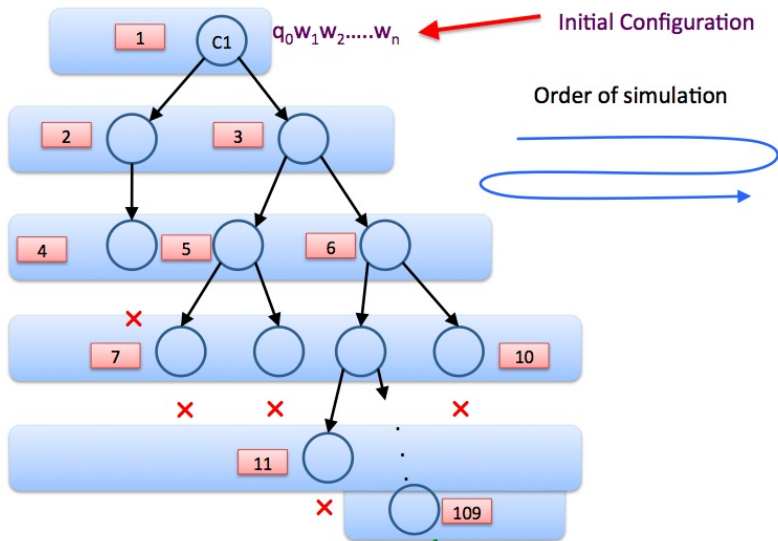 1
C1
q₀w₁w₂.....wₙ
Initial Configuration
Order of simulation
2
3
4
5
6
7
10
11
109